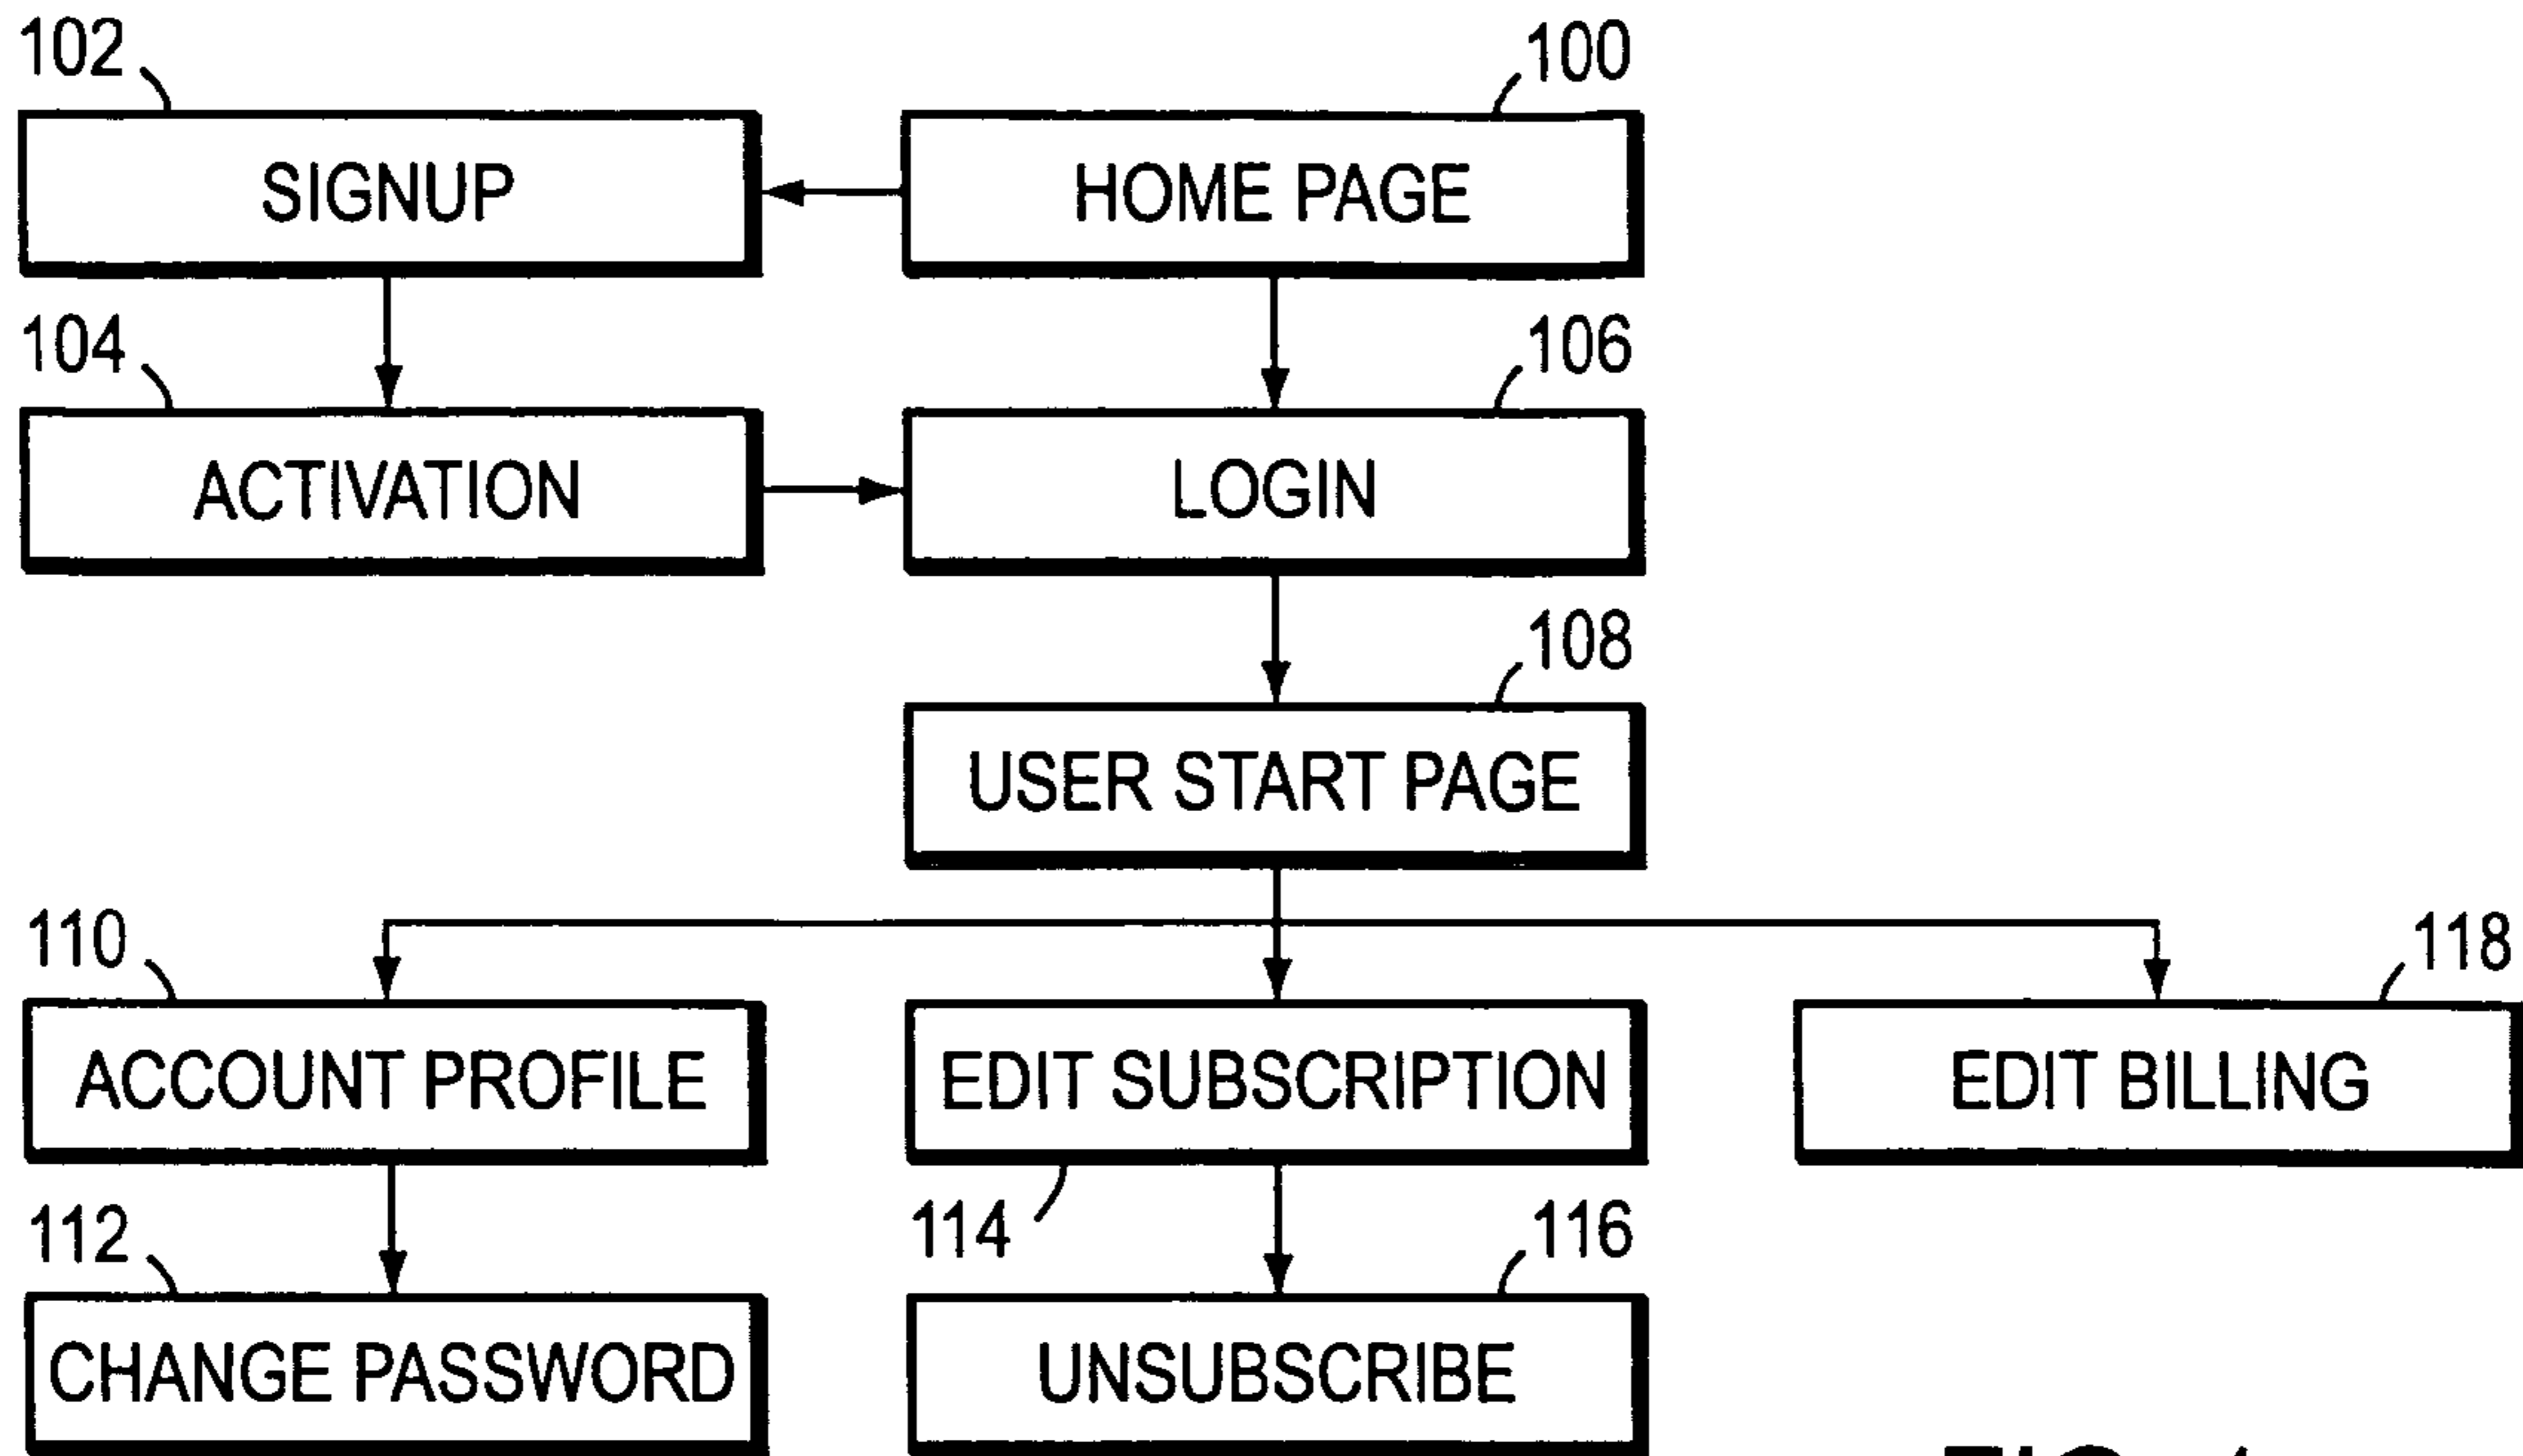 102
100
SIGNUP
HOME PAGE
104
106
ACTIVATION
LOGIN
108
USER START PAGE
110
118
ACCOUNT PROFILE
EDIT SUBSCRIPTION
EDIT BILLING
112
114
116
CHANGE PASSWORD
UNSUBSCRIBE